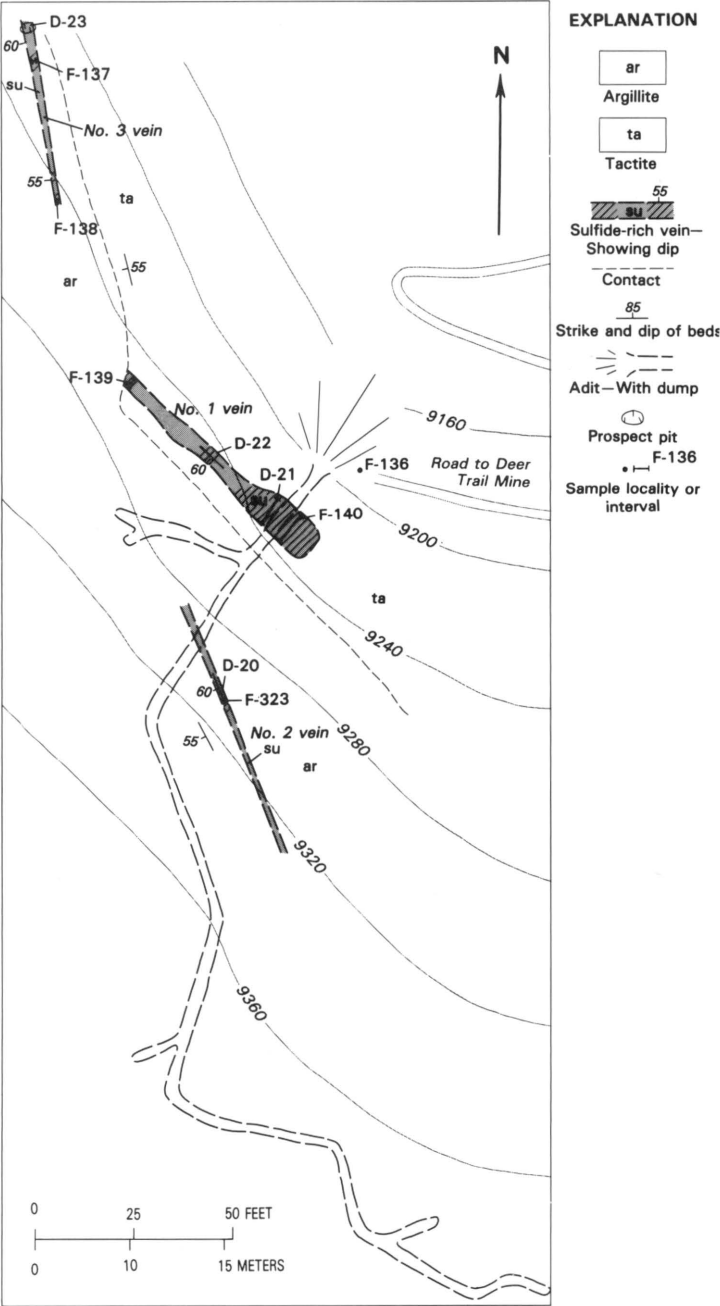 D-23
60
F-137
su
No. 3 vein
55
ta
F-138
55
ar
N
F-139
No. 1 vein
D-22
60
D-21
su
F-140
9160
F-136
Road to Deer
Trail Mine
9200
ta
9240
D-20
60
F-323
55
No. 2 vein
su
ar
9280
9320
9360
0 25 50 FEET
0 10 15 METERS
EXPLANATION
ar
Argillite
ta
Tactite
55
su
Sulfide-rich vein—
Showing dip
Contact
85
Strike and dip of beds
Adit—With dump
Prospect pit
F-136
Sample locality or
interval